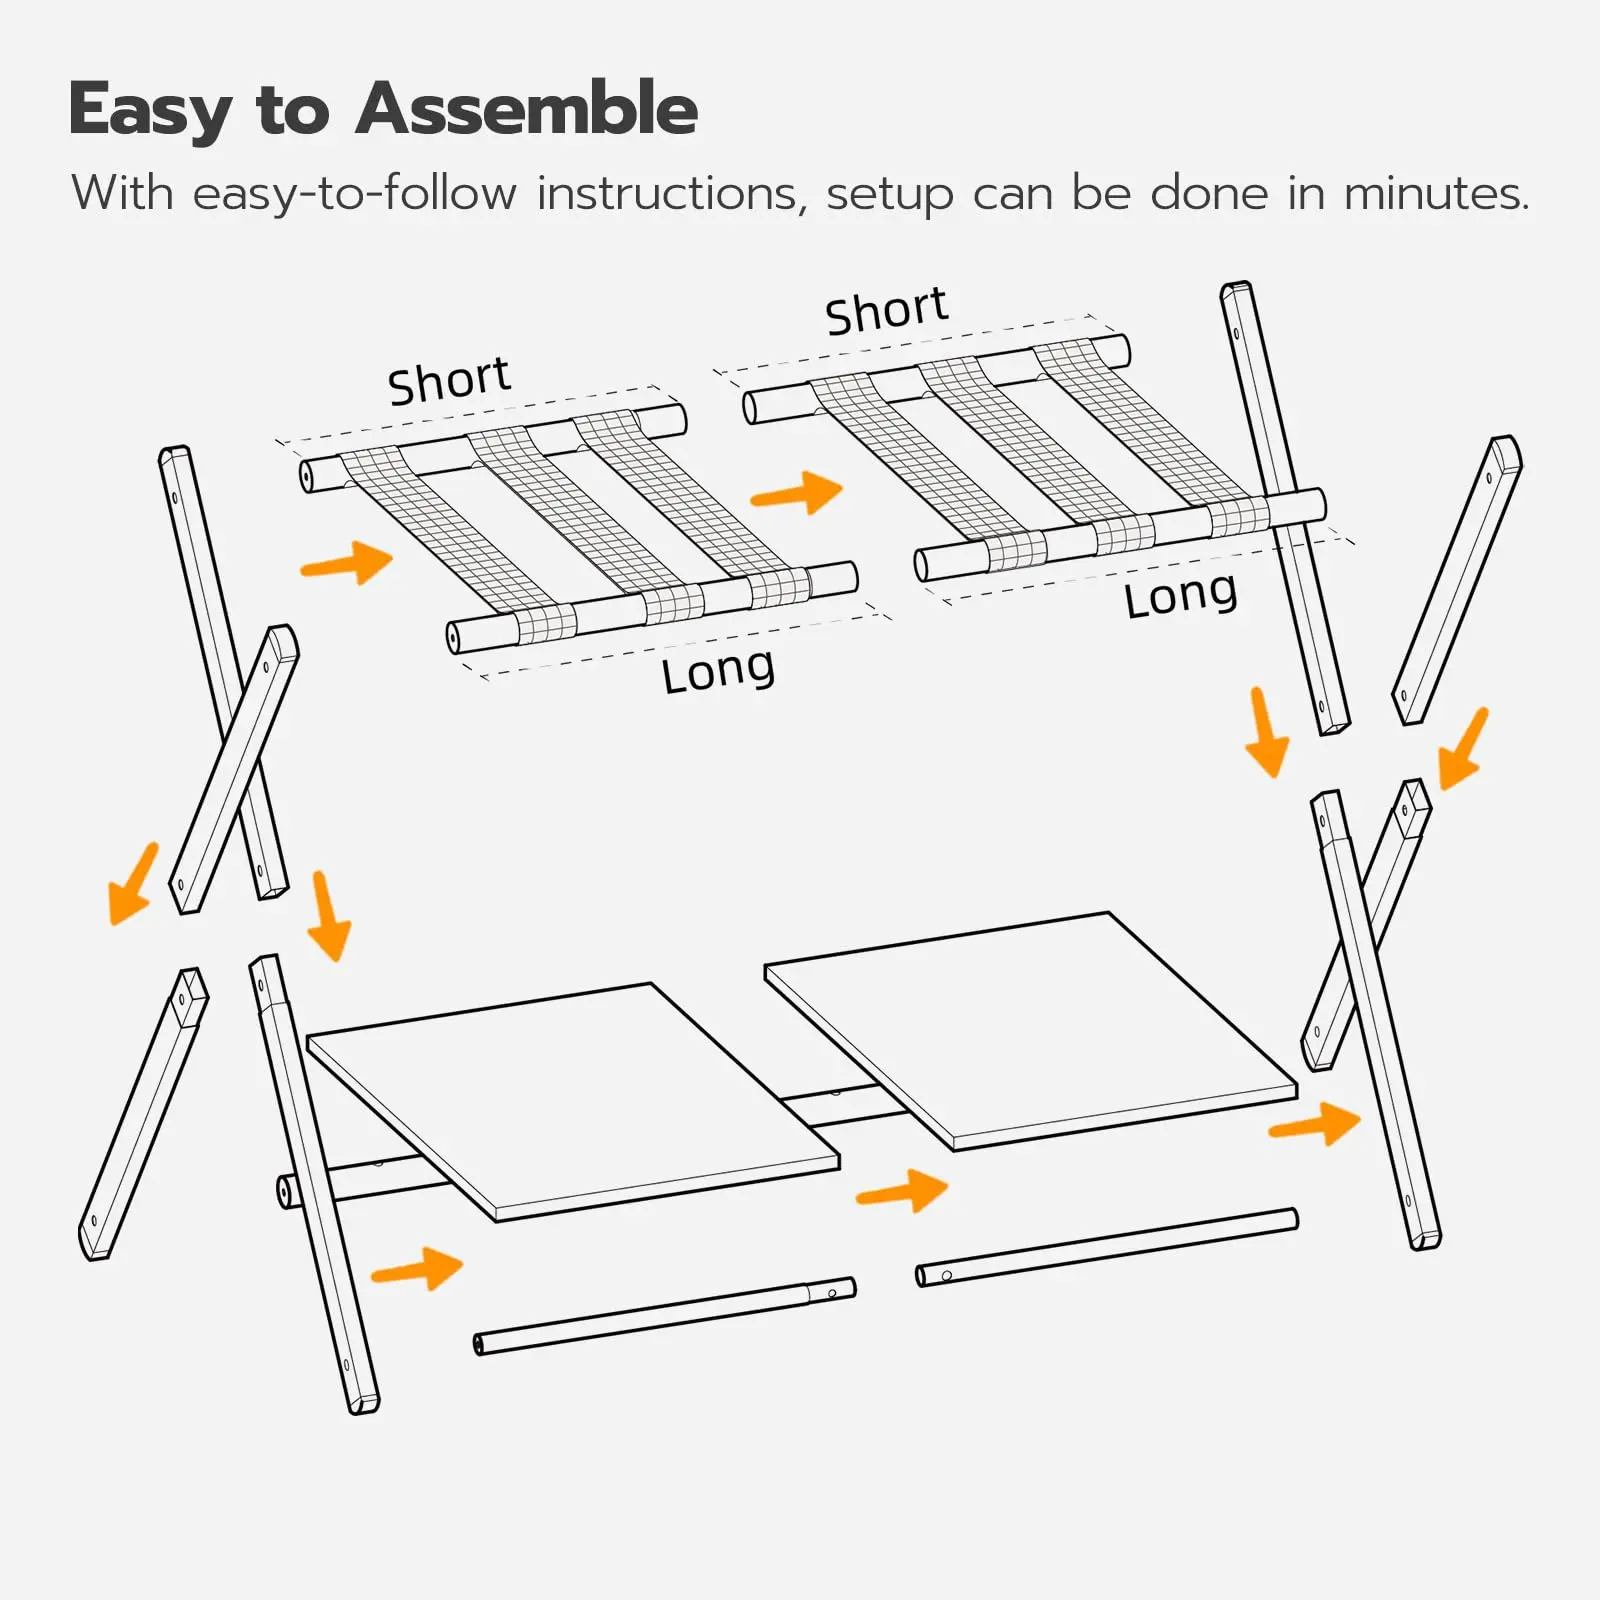 Easy to Assemble
With easy-to-follow instructions, setup can be done in minutes.
Short
Short
Long
Long